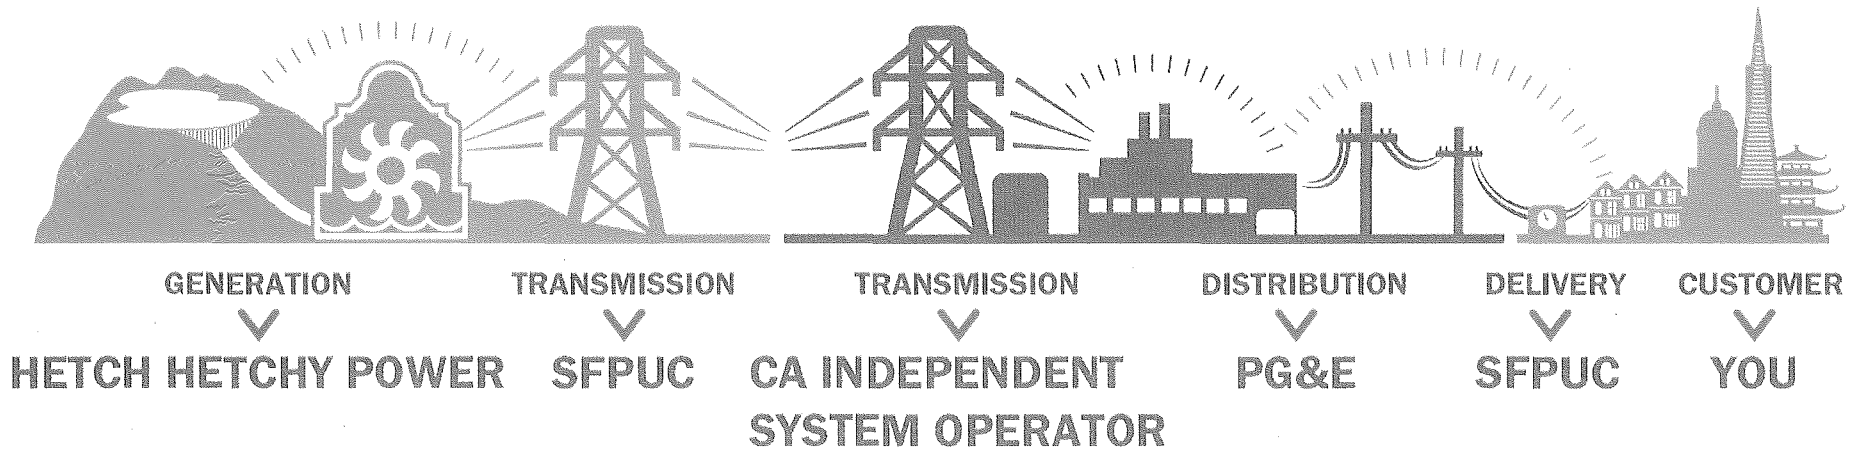 GENERATION TRANSMISSION TRANSMISSION DISTRIBUTION DELIVERY CUSTOMER
HETCH HETCHY POWER SFPUC CA INDEPENDENT PG&E SFPUC YOU
SYSTEM OPERATOR